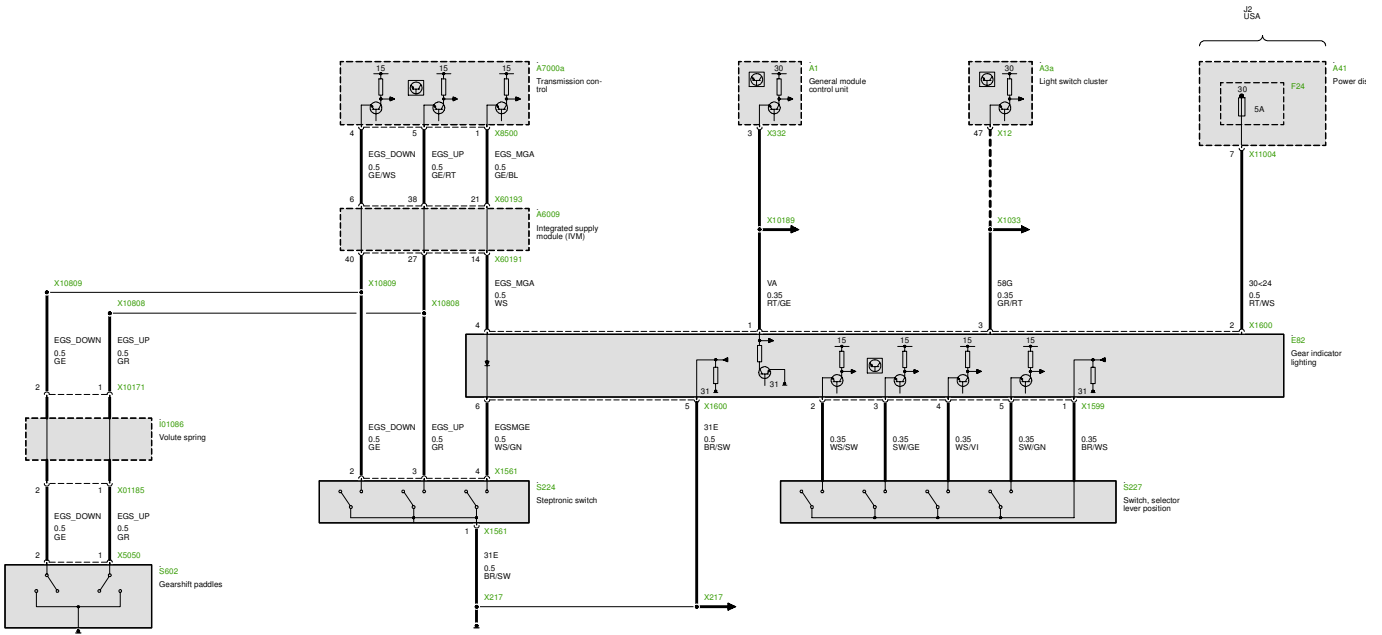 J2
USA
A7000a
Transmission con-
trol
15
15
15
A1
General module
control unit
30
A3a
Light switch cluster
30
A41
Power dis
F24
30
5A
4
5
1
X8500
3
X332
47
X12
7
X11004
EGS_DOWN
0.5
GE/WS
EGS_UP
0.5
GE/RT
EGS_MGA
0.5
GE/BL
6
38
21
X60193
A6009
Integrated supply
module (IVM)
X10189
X1033
40
27
14
X60191
X10809
X10809
X10808
X10808
EGS_MGA
0.5
WS
VA
0.35
RT/GE
58G
0.35
GR/RT
30<24
0.5
RT/WS
4
1
3
2
X1600
E82
Gear indicator
lighting
EGS_DOWN
0.5
GE
EGS_UP
0.5
GR
15
15
15
15
31
31
31
2
1
X10171
6
5
X1600
2
3
4
5
1
X1599
I01086
Volute spring
EGS_DOWN
0.5
GE
EGS_UP
0.5
GR
EGSMGE
0.5
WS/GN
31E
0.5
BR/SW
0.35
WS/SW
0.35
SW/GE
0.35
WS/VI
0.35
SW/GN
0.35
BR/WS
2
3
4
X1561
2
1
X01185
S224
Steptronic switch
S227
Switch, selector
lever position
EGS_DOWN
0.5
GE
EGS_UP
0.5
GR
1
X1561
31E
0.5
BR/SW
2
1
X5050
S602
Gearshift paddles
X217
X217